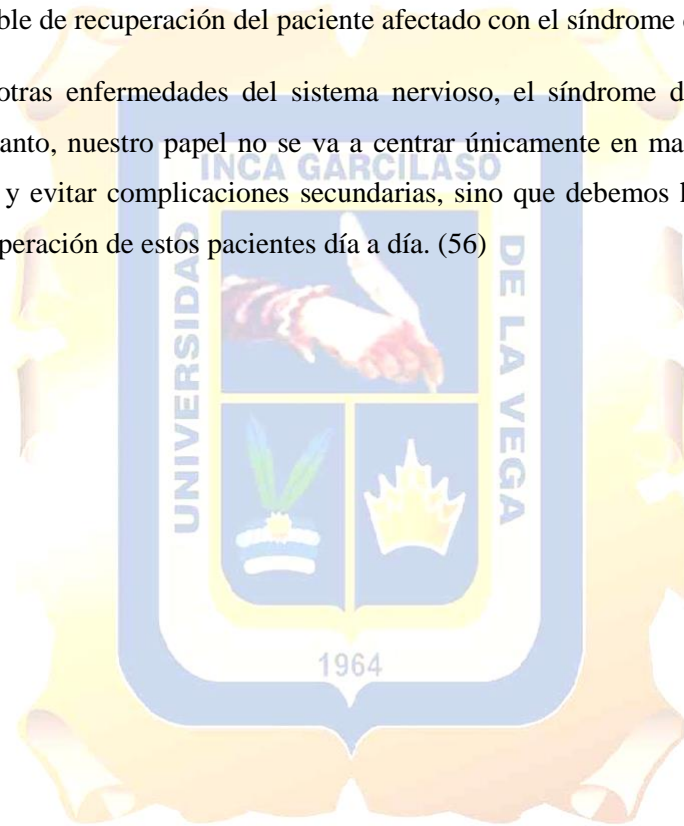 ble de recuperación del paciente afectado con el síndrome
otras enfermedades del sistema nervioso, el síndrome d
anto, nuestro papel no se va a centrar únicamente en ma
y evitar complicaciones secundarias, sino que debemos
peración de estos pacientes día a día. (56)
UNIVERSIDAD
INCA GARCILASO
DE LA VEGA
1964